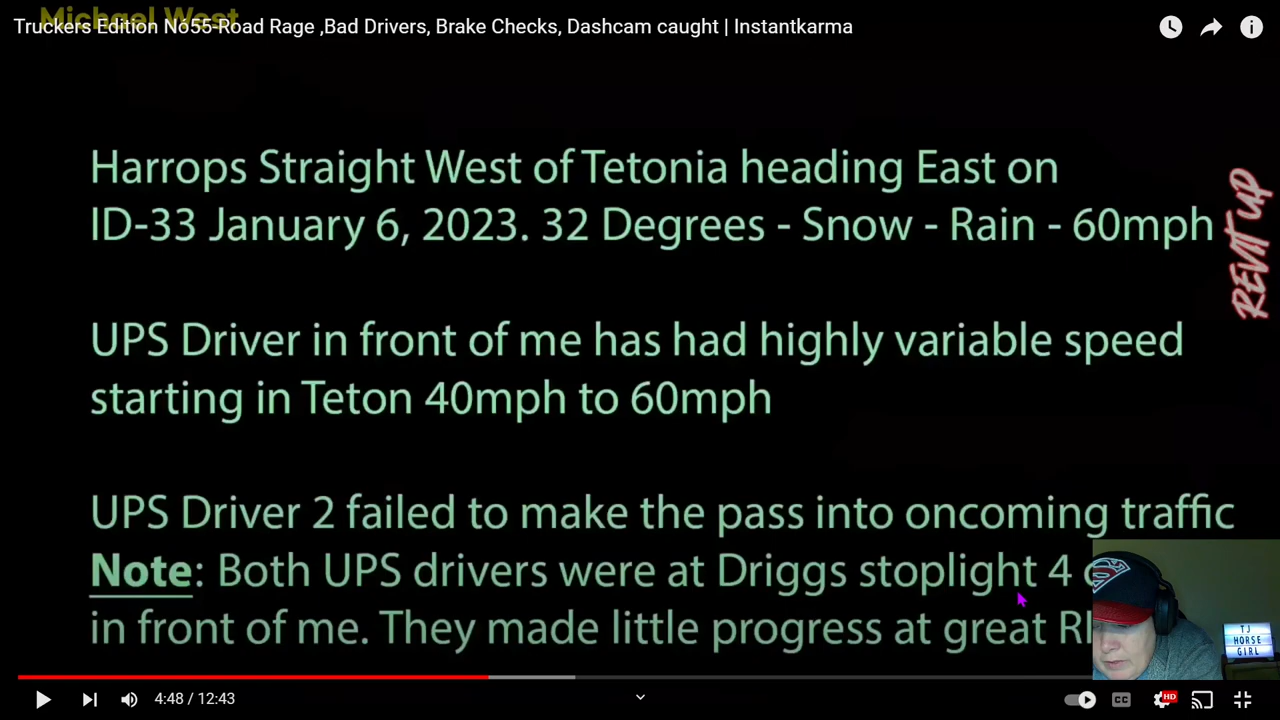 Michael West
Truckers Edition No55-Road Rage ,Bad Drivers, Brake Checks, Dashcam caught | Instantkarma
Harrops Straight West of Tetonia heading East on
ID-33 January 6, 2023. 32 Degrees - Snow - Rain - 60mph
REVIT UP
UPS Driver in front of me has had highly variable speed
starting in Teton 40mph to 60mph
UPS Driver 2 failed to make the pass into oncoming traffic
Note: Both UPS drivers were at Driggs stoplight 4
in front of me. They made little progress at great
TJ
HORSE
GIRL
4:48 / 12:43
CC
HD